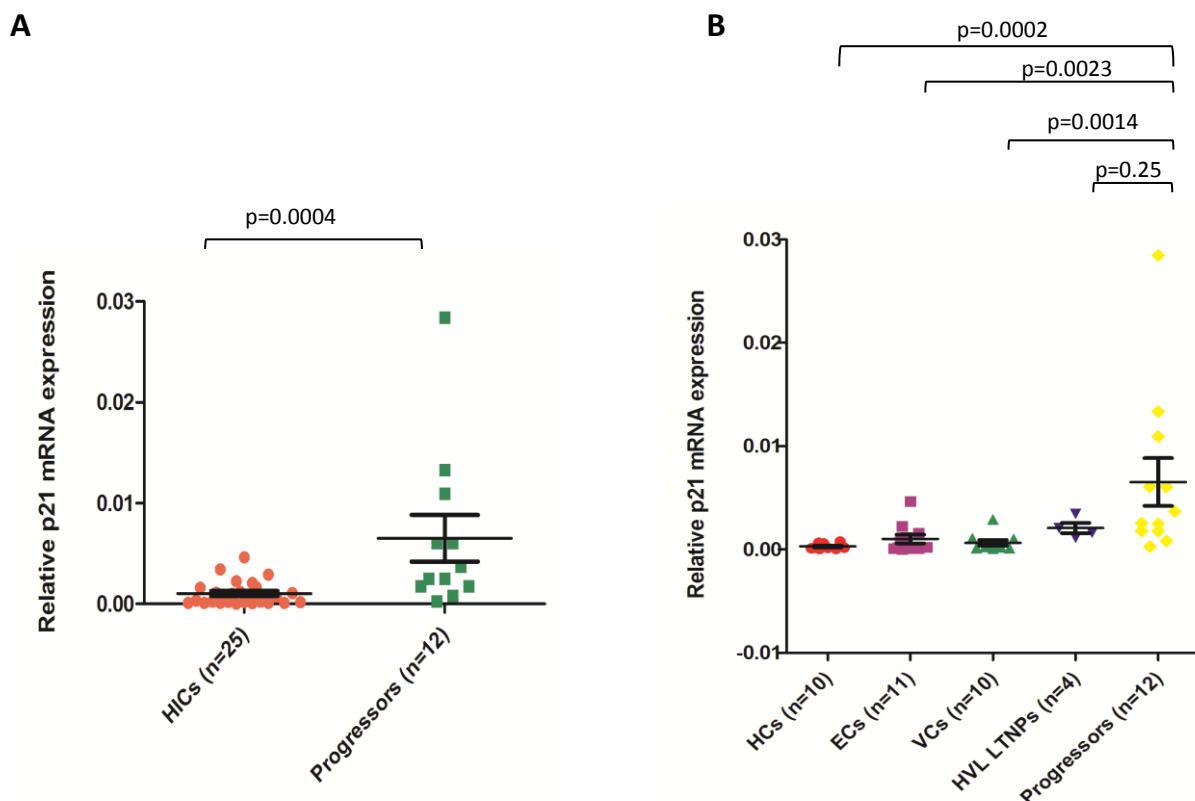 A
p=0.0004
Relative p21 mRNA expression
0.03
0.02
0.01
0.00
HICs (n=25)
Progressors (n=12)
B
p=0.0002
p=0.0023
p=0.0014
p=0.25
Relative p21 mRNA expression
0.03
0.02
0.01
0.00
-0.01
HCs (n=10)
ECs (n=11)
VCs (n=10)
HVL LTNPs (n=4)
Progressors (n=12)